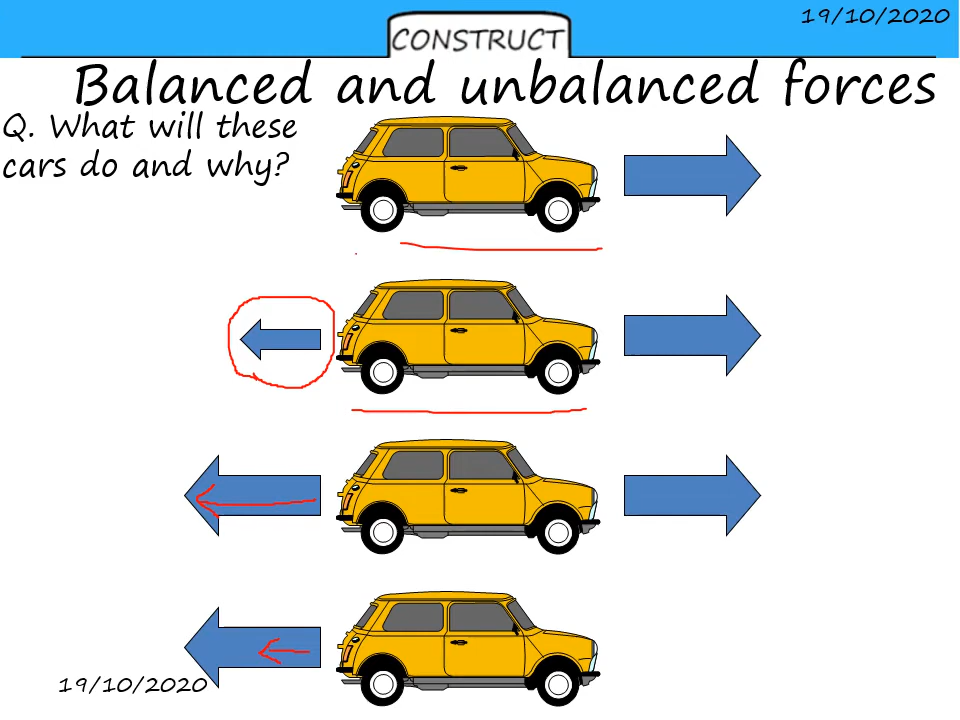 19/10/2020
CONSTRUCT
Balanced and unbalanced forces
Q. What will these
cars do and why?
19/10/2020